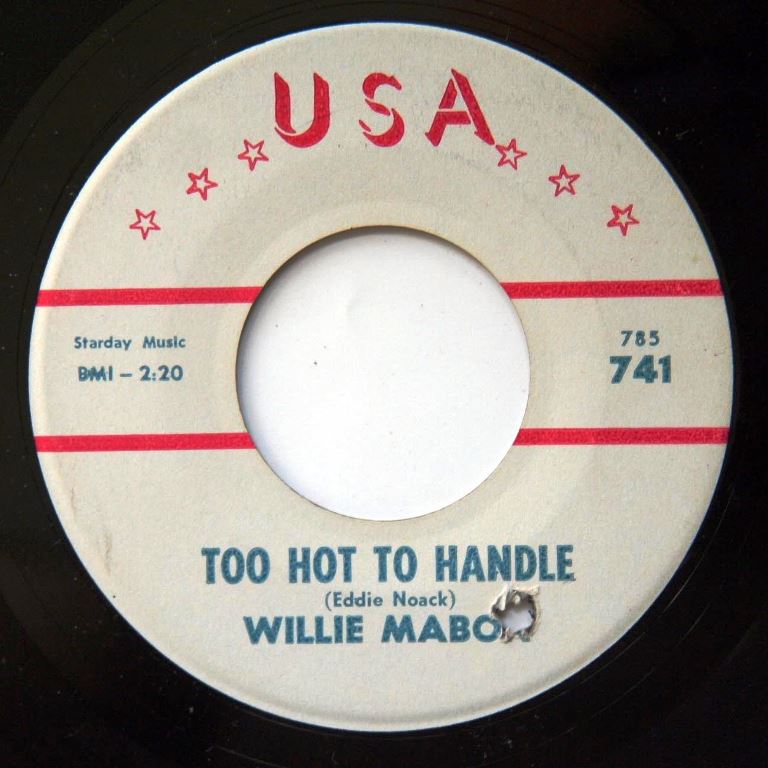 USA
Starday Music
BMI - 2:20
785
741
TOO HOT TO HANDLE
(Eddie Noack)
WILLIE